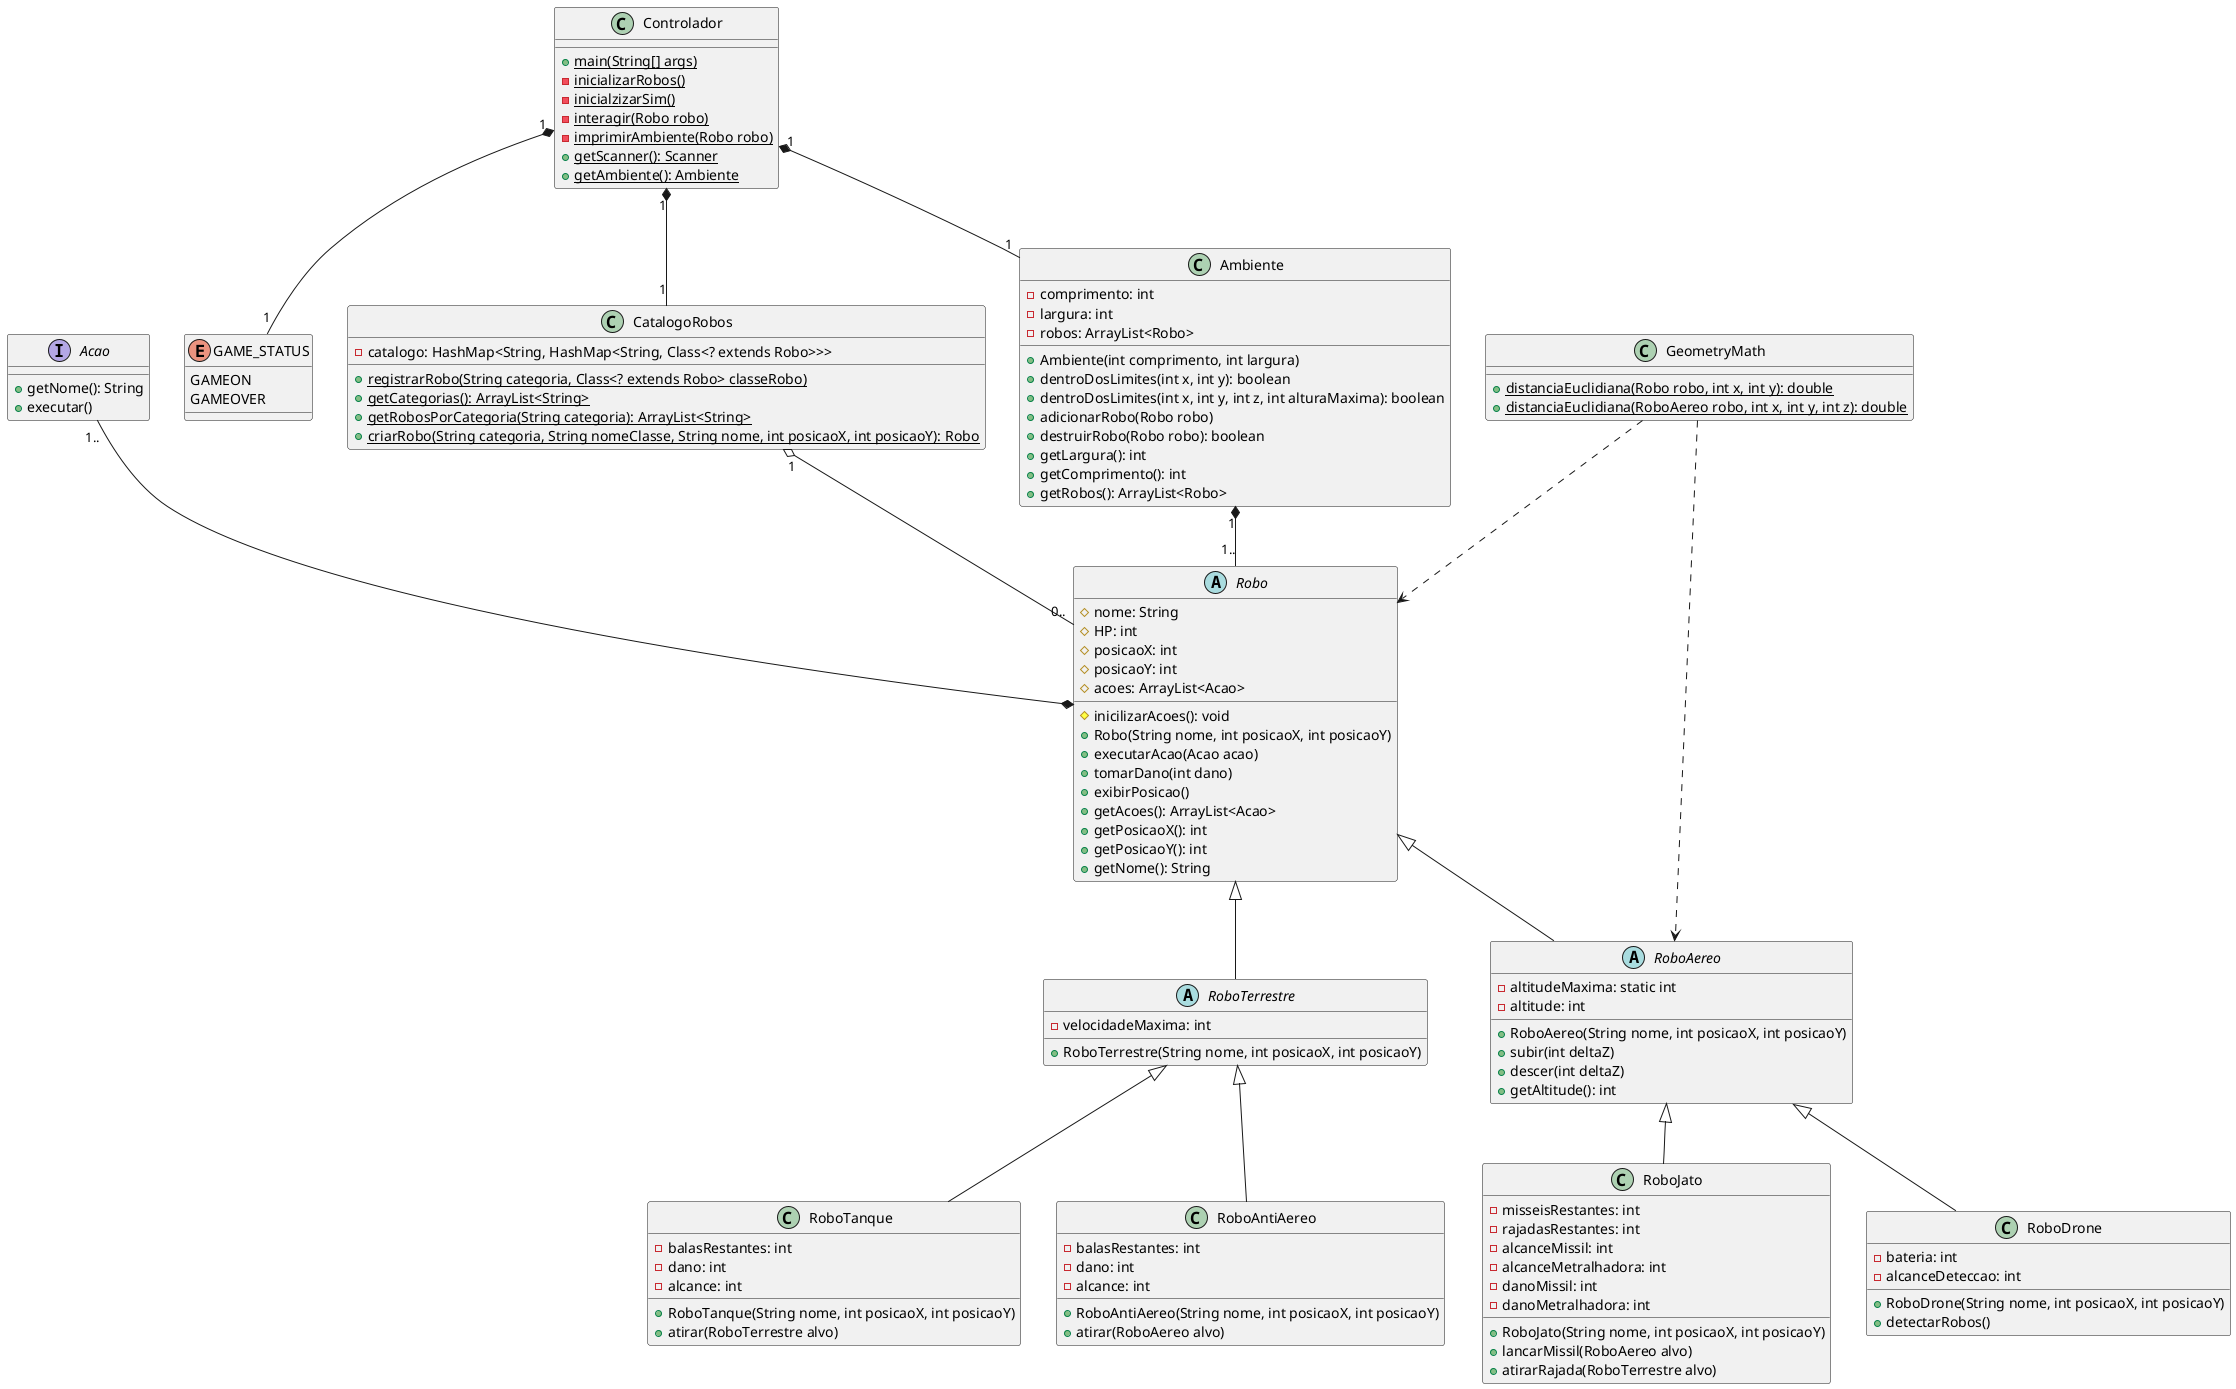 C Controlador
main(String[] args)
inicializarRobos()
inicialzizarSim()
interagir(Robo robo)
imprimirAmbiente(Robo robo)
getScanner(): Scanner
getAmbiente(): Ambiente
1
1
1
1
1
1
I Acao
getNome(): String
executar()
1..
E GAME_STATUS
GAMEON
GAMEOVER
C CatalogoRobos
catalogo: HashMap<String, HashMap<String, Class<? extends Robo>>>
registrarRobo(String categoria, Class<? extends Robo> classeRobo)
getCategorias(): ArrayList<String>
getRobosPorCategoria(String categoria): ArrayList<String>
criarRobo(String categoria, String nomeClasse, String nome, int posicaoX, int posicaoY): Robo
1
C Ambiente
comprimento: int
largura: int
robos: ArrayList<Robo>
Ambiente(int comprimento, int largura)
dentroDosLimites(int x, int y): boolean
dentroDosLimites(int x, int y, int z, int alturaMaxima): boolean
adicionarRobo(Robo robo)
destruirRobo(Robo robo): boolean
getLargura(): int
getComprimento(): int
getRobos(): ArrayList<Robo>
1
1..
C GeometryMath
distanciaEuclidiana(Robo robo, int x, int y): double
distanciaEuclidiana(RoboAereo robo, int x, int y, int z): double
0..
A Robo
nome: String
HP: int
posicaoX: int
posicaoY: int
acoes: ArrayList<Acao>
inicilizarAcoes(): void
Robo(String nome, int posicaoX, int posicaoY)
executarAcao(Acao acao)
tomarDano(int dano)
exibirPosicao()
getAcoes(): ArrayList<Acao>
getPosicaoX(): int
getPosicaoY(): int
getNome(): String
A RoboTerrestre
velocidadeMaxima: int
RoboTerrestre(String nome, int posicaoX, int posicaoY)
A RoboAereo
altitudeMaxima: static int
altitude: int
RoboAereo(String nome, int posicaoX, int posicaoY)
subir(int deltaZ)
descer(int deltaZ)
getAltitude(): int
C RoboTanque
balasRestantes: int
dano: int
alcance: int
RoboTanque(String nome, int posicaoX, int posicaoY)
atirar(RoboTerrestre alvo)
C RoboAntiAereo
balasRestantes: int
dano: int
alcance: int
RoboAntiAereo(String nome, int posicaoX, int posicaoY)
atirar(RoboAereo alvo)
C RoboJato
misseisRestantes: int
rajadasRestantes: int
alcanceMissil: int
alcanceMetralhadora: int
danoMissil: int
danoMetralhadora: int
RoboJato(String nome, int posicaoX, int posicaoY)
lancarMissil(RoboAereo alvo)
atirarRajada(RoboTerrestre alvo)
C RoboDrone
bateria: int
alcanceDeteccao: int
RoboDrone(String nome, int posicaoX, int posicaoY)
detectarRobos()